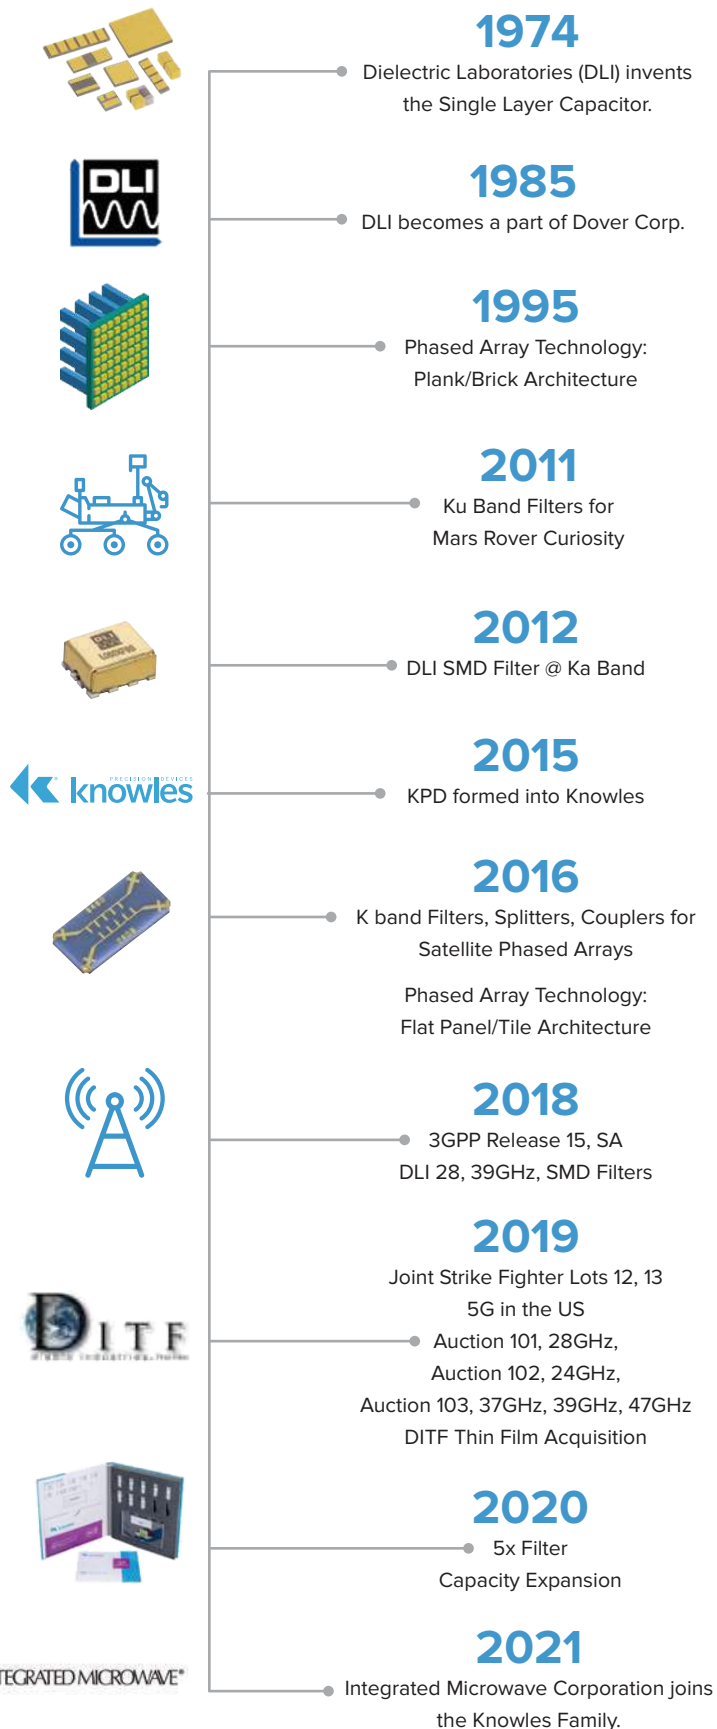 1974
Dielectric Laboratories (DLI) invents
the Single Layer Capacitor.
DLI
1985
DLI becomes a part of Dover Corp.
1995
Phased Array Technology:
Plank/Brick Architecture
2011
Ku Band Filters for
Mars Rover Curiosity
2012
DLI
DLI SMD Filter @ Ka Band
2015
PRECISION DEVICES
knowles
KPD formed into Knowles
2016
K band Filters, Splitters, Couplers for
Satellite Phased Arrays
Phased Array Technology:
Flat Panel/Tile Architecture
2018
3GPP Release 15, SA
DLI 28, 39GHz, SMD Filters
2019
Joint Strike Fighter Lots 12, 13
5G in the US
DITF
Auction 101, 28GHz,
Auction 102, 24GHz,
Auction 103, 37GHz, 39GHz, 47GHz
DITF Thin Film Acquisition
2020
knowles
5x Filter
Capacity Expansion
2021
TEGRATED MICROWAVE®
Integrated Microwave Corporation joins
the Knowles Family.